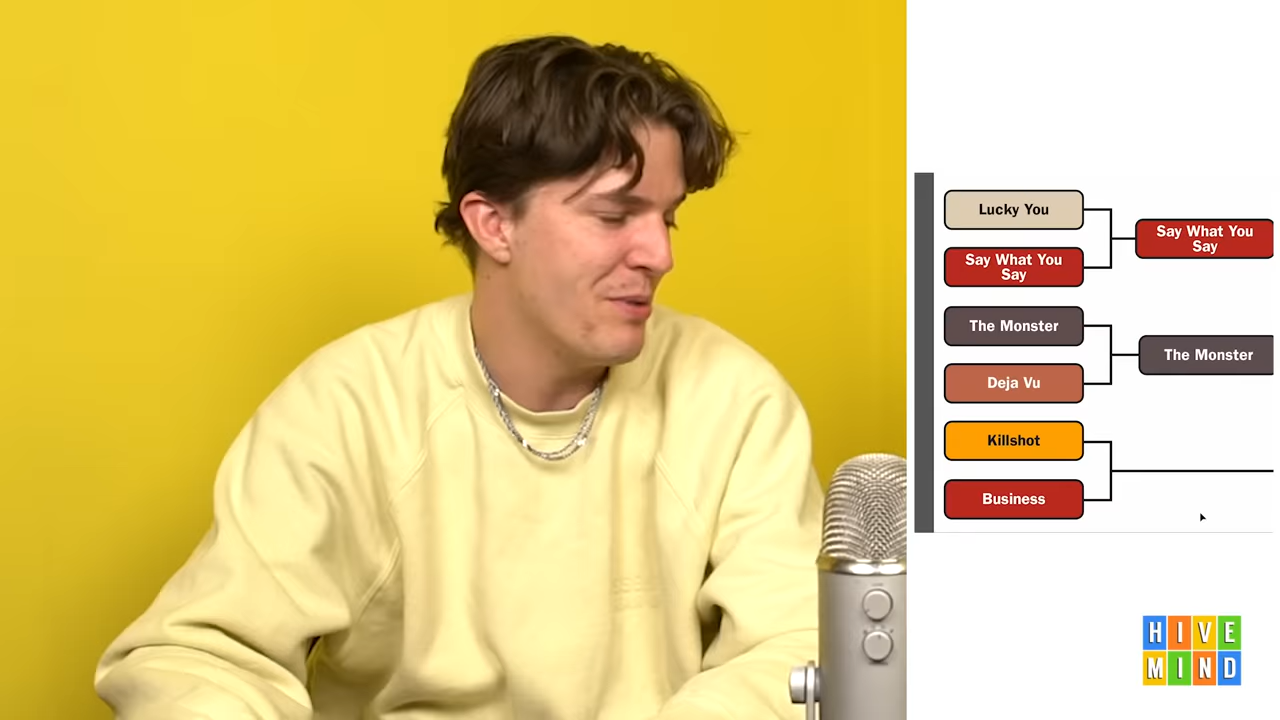 Lucky You
Say What You
Say
Say What You
Say
The Monster
Deja Vu
The Monster
Killshot
Business
HIVE
MIND